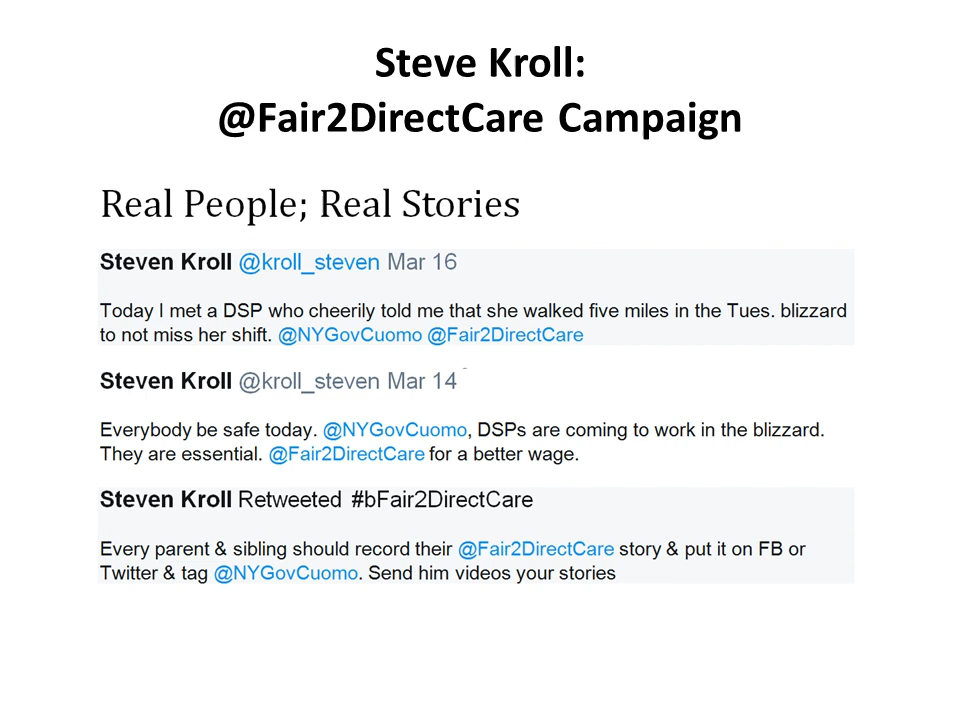 Steve Kroll:
@Fair2DirectCare Campaign
Real People; Real Stories
Steven Kroll @kroll_steven Mar 16
Today I met a DSP who cheerily told me that she walked five miles in the Tues. blizzard
to not miss her shift. @NYGovCuomo @Fair2DirectCare
Steven Kroll @kroll_steven Mar 14
Everybody be safe today. @NYGovCuomo, DSPs are coming to work in the blizzard.
They are essential. @Fair2DirectCare for a better wage.
Steven Kroll Retweeted #bFair2DirectCare
Every parent & sibling should record their @Fair2DirectCare story & put it on FB or
Twitter & tag @NYGovCuomo. Send him videos your stories